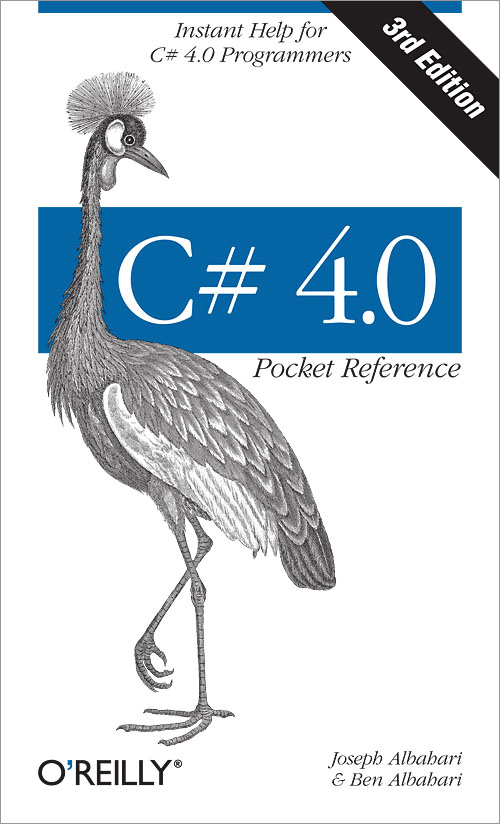 Instant Help for
C# 4.0 Programmers
3rd Edition
C# 4.0
Pocket Reference
Joseph Albahari
& Ben Albahari
O'REILLY®